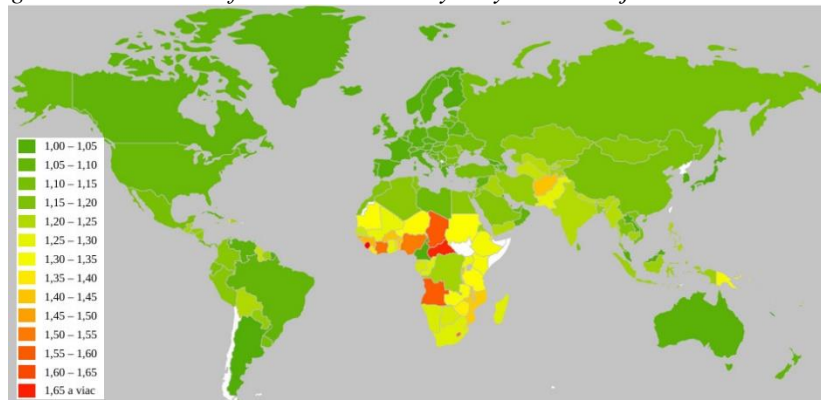 1,00 – 1,05
1,05 – 1,10
1,10 – 1,15
1,15 – 1,20
1,20 – 1,25
1,25 – 1,30
1,30 – 1,35
1,35 – 1,40
1,40 – 1,45
1,45 – 1,50
1,50 – 1,55
1,55 – 1,60
1,60 – 1,65
1,65 a viac